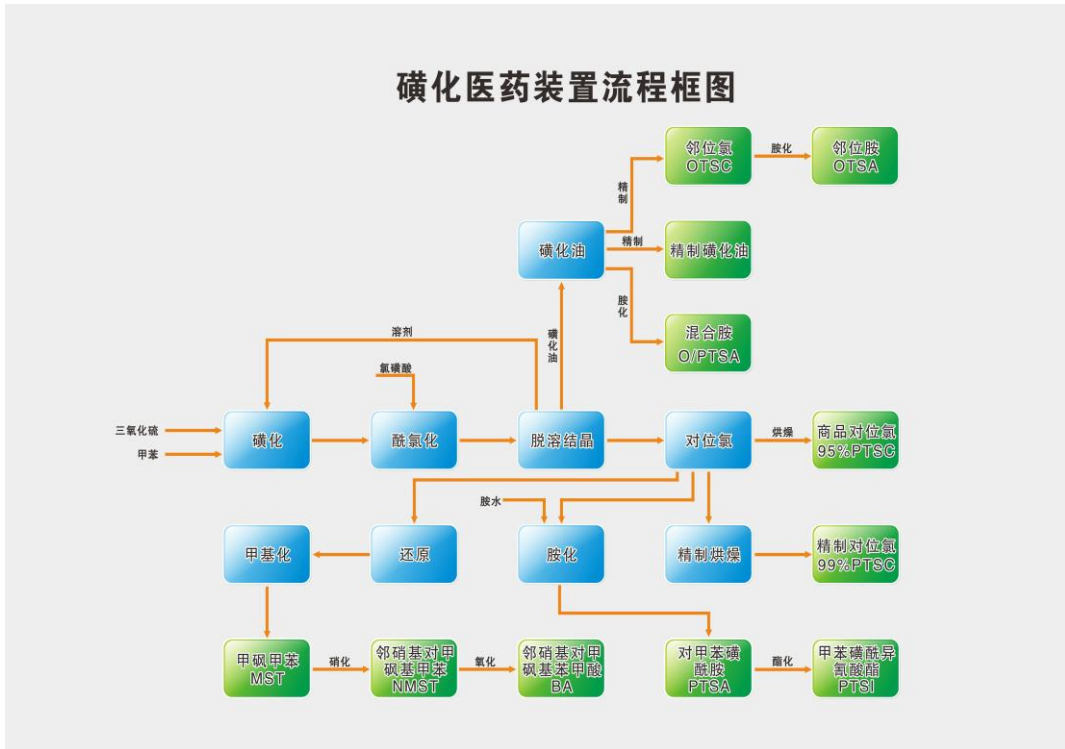 磺化医药装置流程框图
邻位氯
OTSC
胺化
邻位胺
OTSA
精制
磺化油
精制
精制磺化油
胺化
混合胺
O/PTSA
溶剂
磺化油
氯磺酸
三氧化硫
甲苯
磺化
酰氯化
脱溶结晶
对位氯
烘燥
商品对位氯
95%PTSC
胺水
甲基化
还原
胺化
精制烘燥
精制对位氯
99%PTSC
甲砜甲苯
MST
硝化
邻硝基对甲
砜基甲苯
NMST
氧化
邻硝基对甲
砜基苯甲酸
BA
对甲苯磺
酰胺
PTSA
酯化
甲苯磺酰异
氰酸酯
PTSI